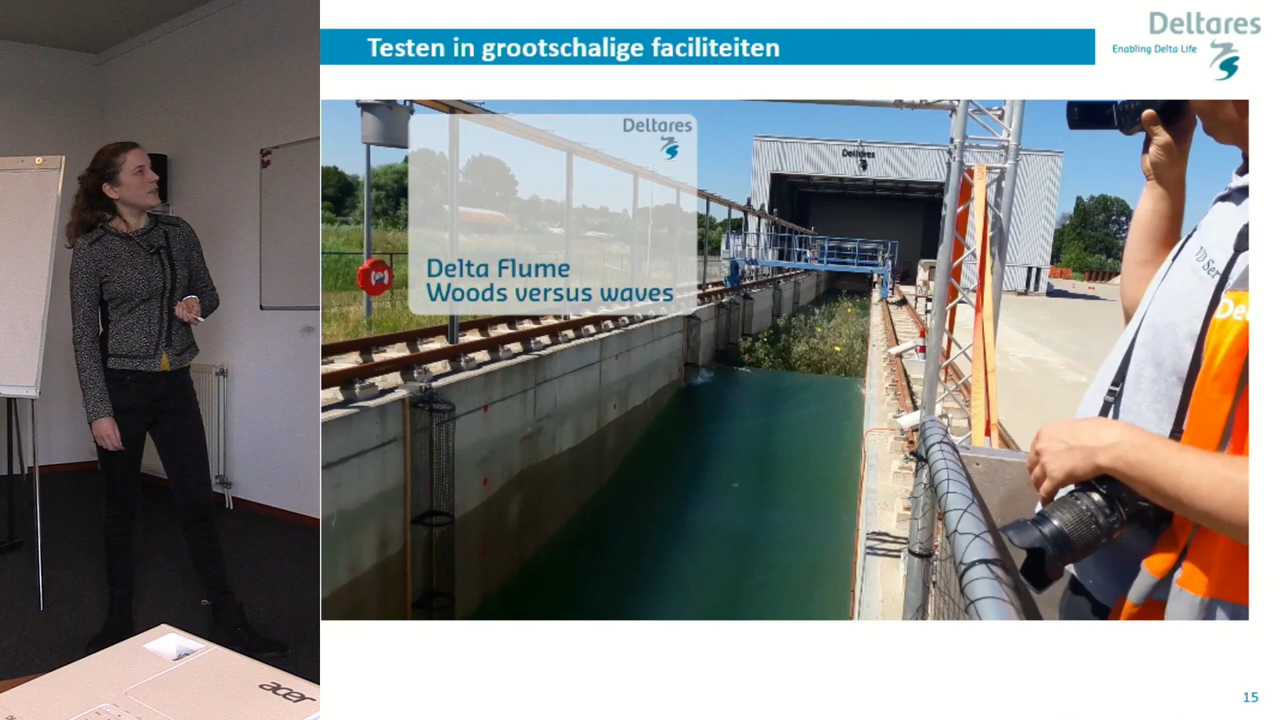 Testen in grootschalige faciliteiten
Deltares
Enabling Delta Life
Deltares
Delta Flume
Woods versus waves
Deltares
acer
15